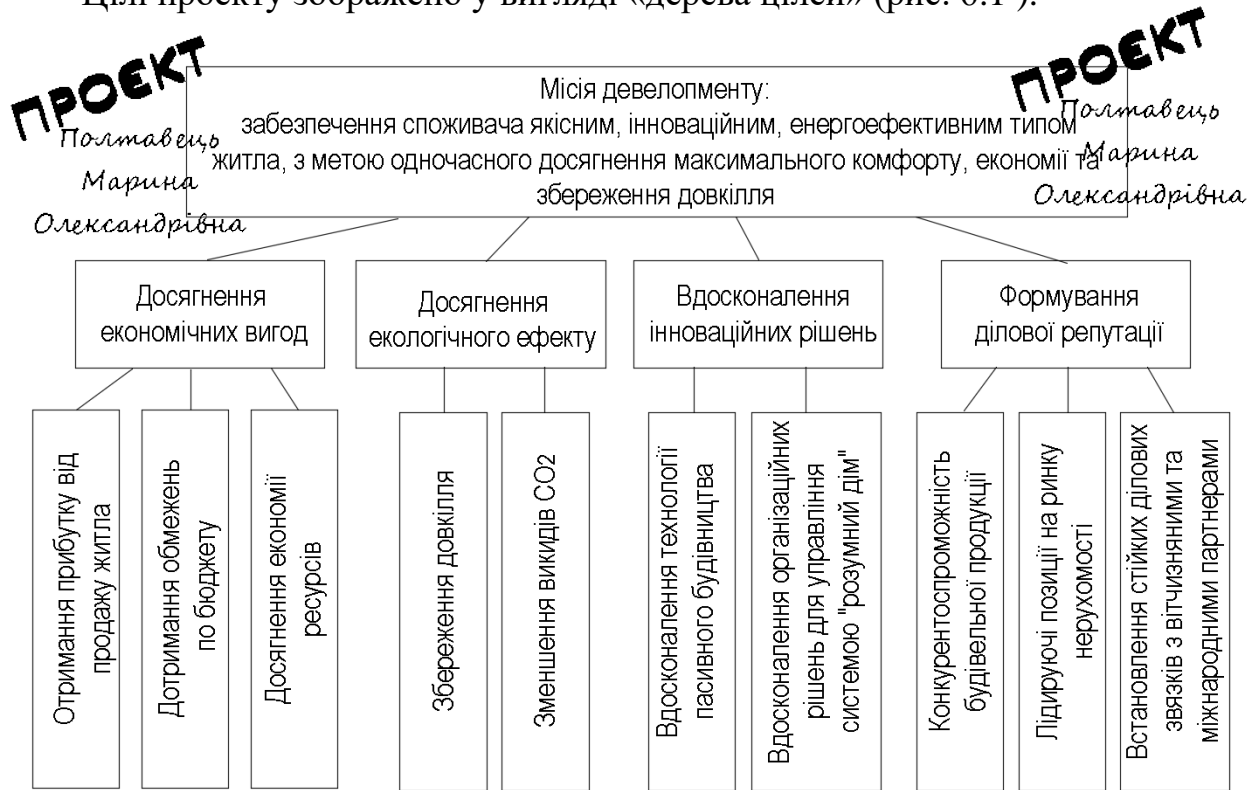 Цілі проекту зображено у вигляді «дерева цілей» (рис. 6.1 ).
ПРОЄКТ
Полтавець
Марина
Олександрівна
ПРОЄКТ
Полтавець
Марина
Олександрівна
Місія девелопменту:
забезпечення споживача якісним, інноваційним, енергоефективним типом
житла, з метою одночасного досягнення максимального комфорту, економії та
збереження довкілля
Досягнення
економічних вигод
Досягнення
екологічного ефекту
Вдосконалення
інноваційних рішень
Формування
ділової репутації
Отримання прибутку від
продажу житла
Дотримання обмежень
по бюджету
Досягнення економії
ресурсів
Збереження довкілля
Зменшення викидів СО2
Вдосконалення технології
пасивного будівництва
Вдосконалення організаційних
рішень для управління
системою "розумний дім"
Конкурентоспроможність
будівельної продукції
Лідируючі позиції на ринку
нерухомості
Встановлення стійких ділових
звязків з вітчизняними та
міжнародними партнерами